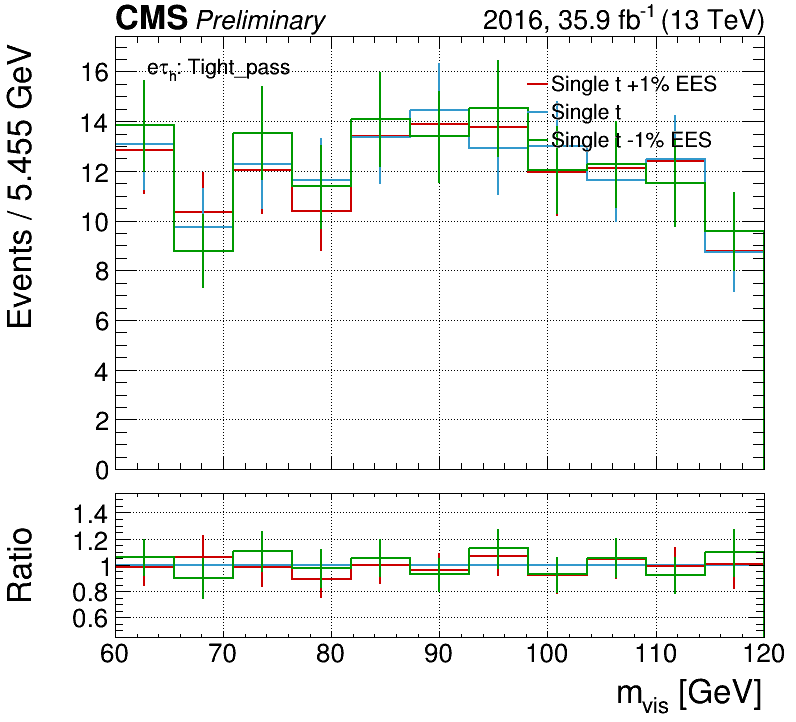 CMS Preliminary 2016, 35.9 fb⁻¹ (13 TeV)
eτₕ: Tight_pass
Single t +1% EES
Single t
Single t -1% EES
Events / 5.455 GeV
16
14
12
10
8
6
4
2
0
Ratio
1.4
1.2
1
0.8
0.6
60 70 80 90 100 110 120
m_vis [GeV]